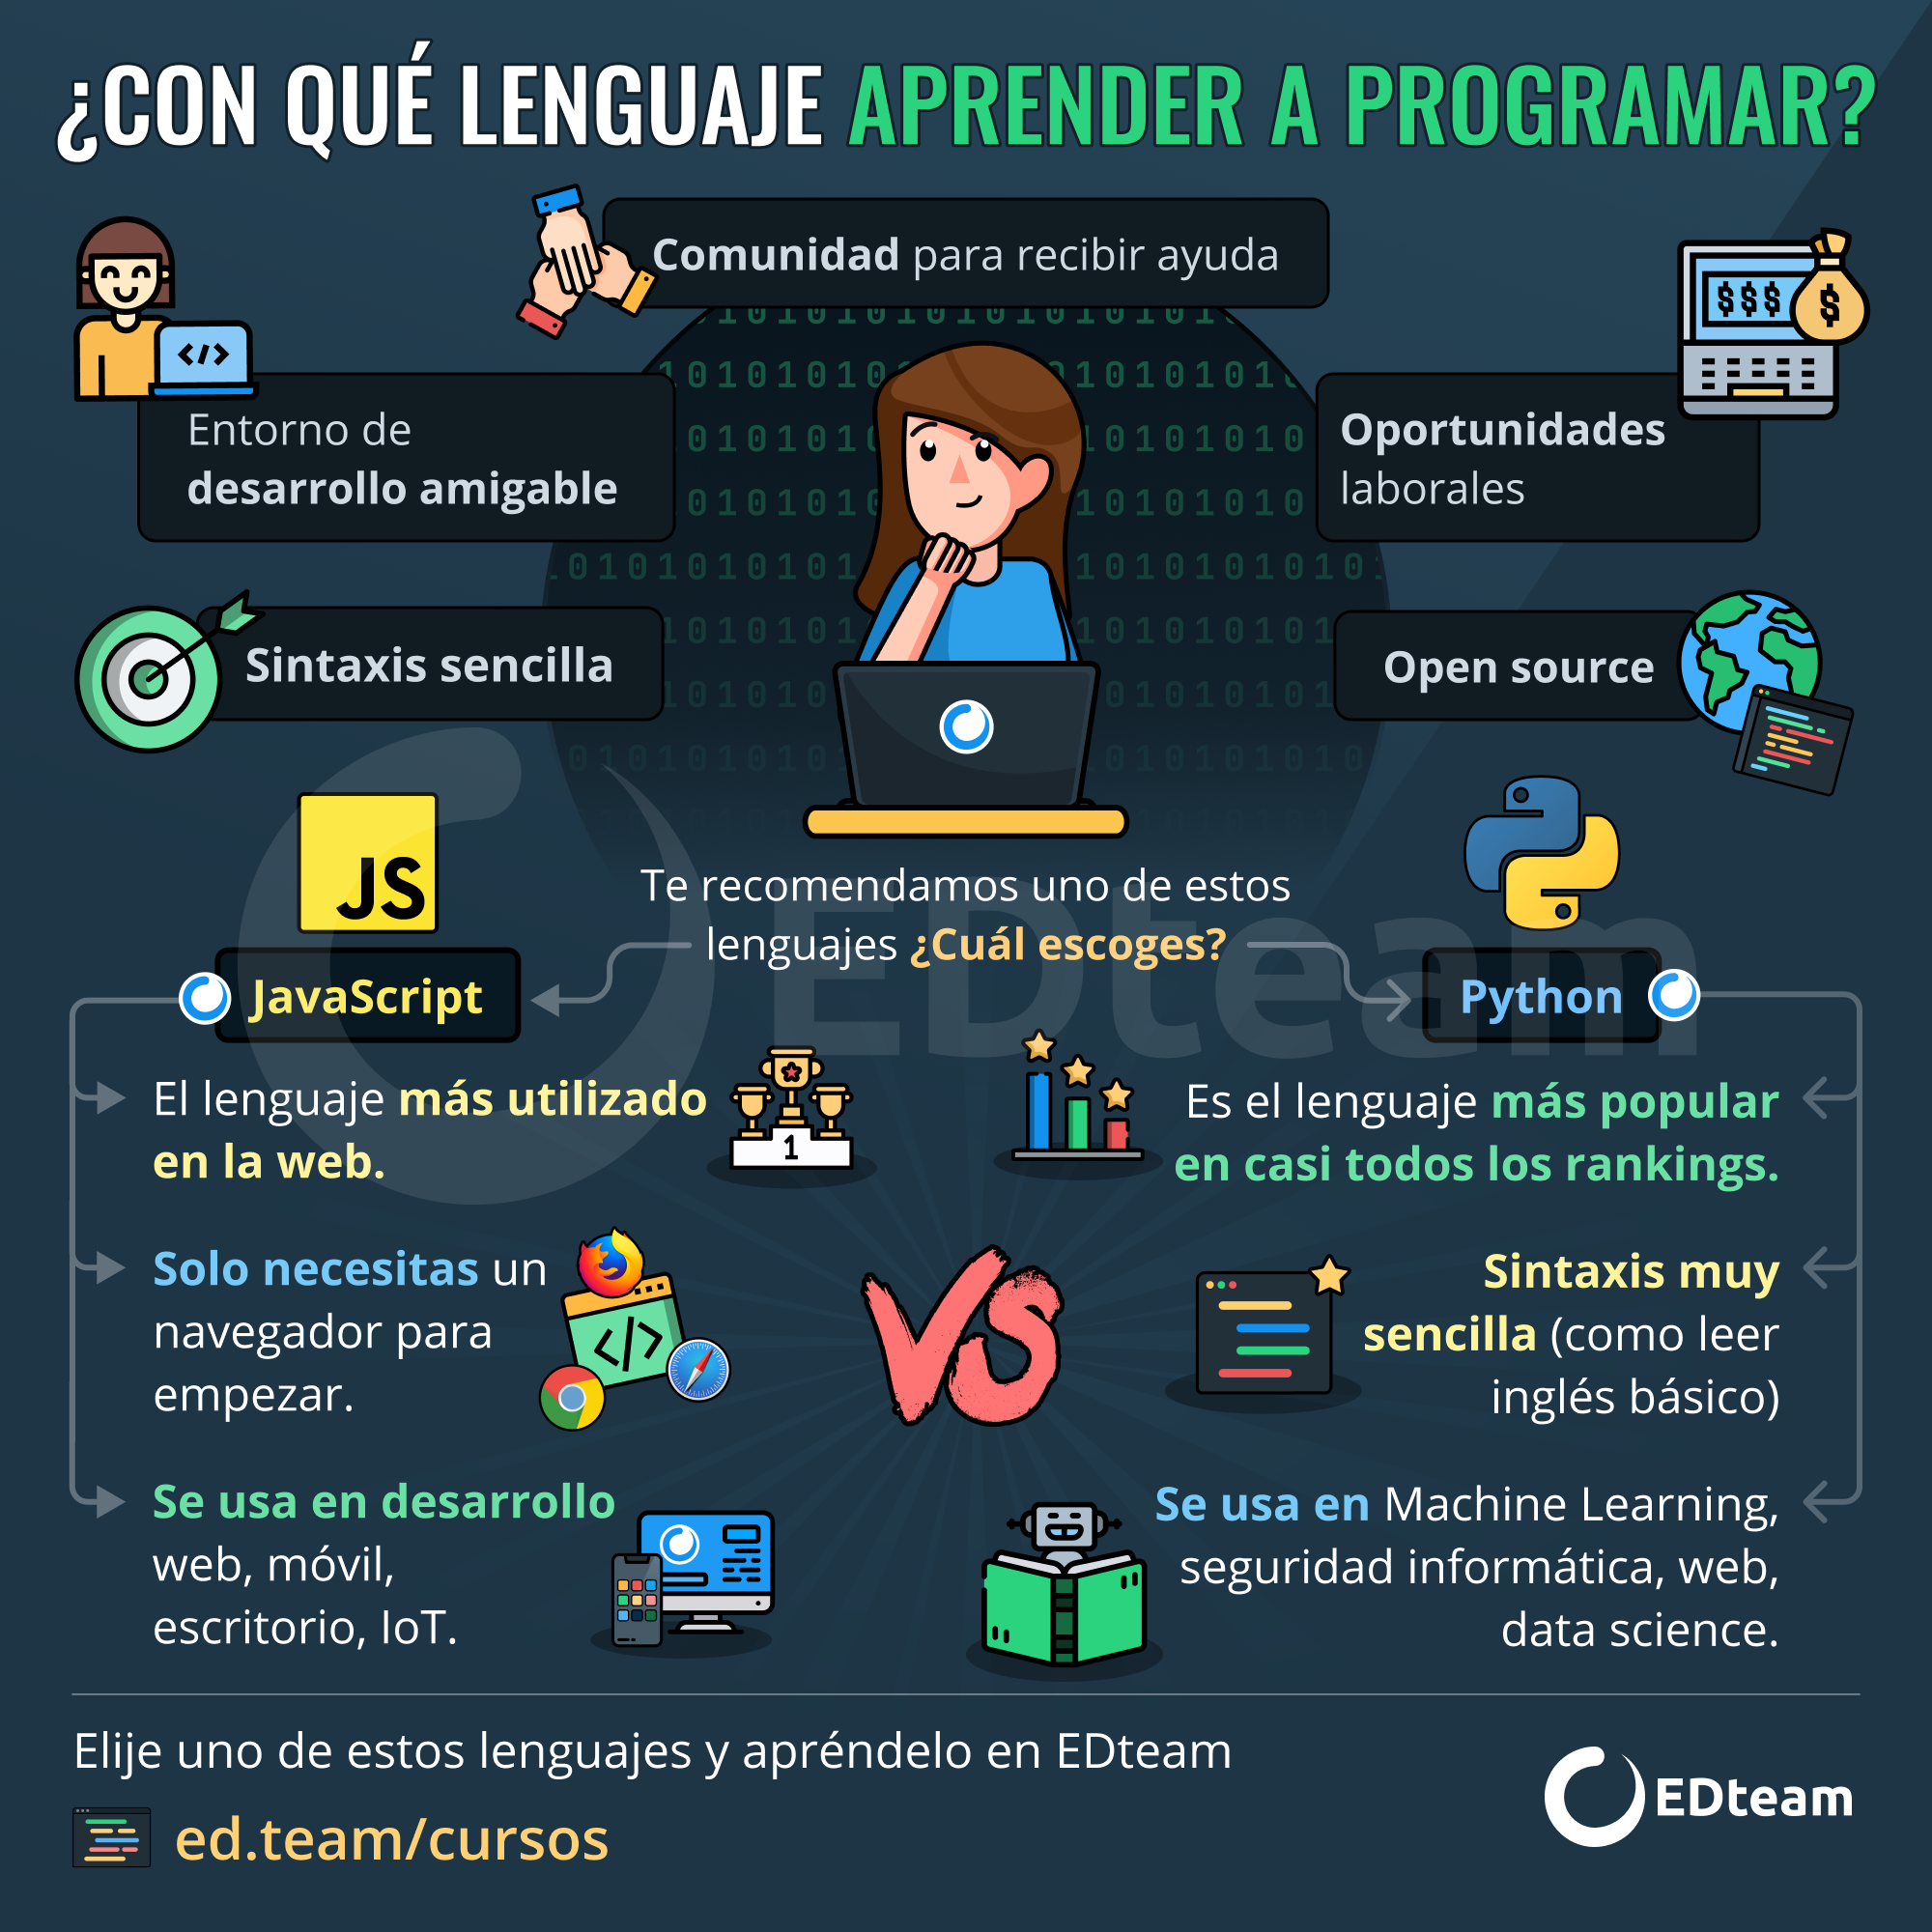 ¿CON QUÉ LENGUAJE APRENDER A PROGRAMAR?
Comunidad para recibir ayuda
Entorno de
desarrollo amigable
Oportunidades
laborales
$$$
$
</>
Sintaxis sencilla
Open source
JS
Te recomendamos uno de estos
lenguajes ¿Cuál escoges?
JavaScript
Python
El lenguaje más utilizado
en la web.
1
Solo necesitas un
navegador para
empezar.
</>
Se usa en desarrollo
web, móvil,
escritorio, IoT.
VS
Es el lenguaje más popular
en casi todos los rankings.
Sintaxis muy
sencilla (como leer
inglés básico)
Se usa en Machine Learning,
seguridad informática, web,
data science.
EDteam
Elije uno de estos lenguajes y apréndelo en EDteam
ed.team/cursos
EDteam